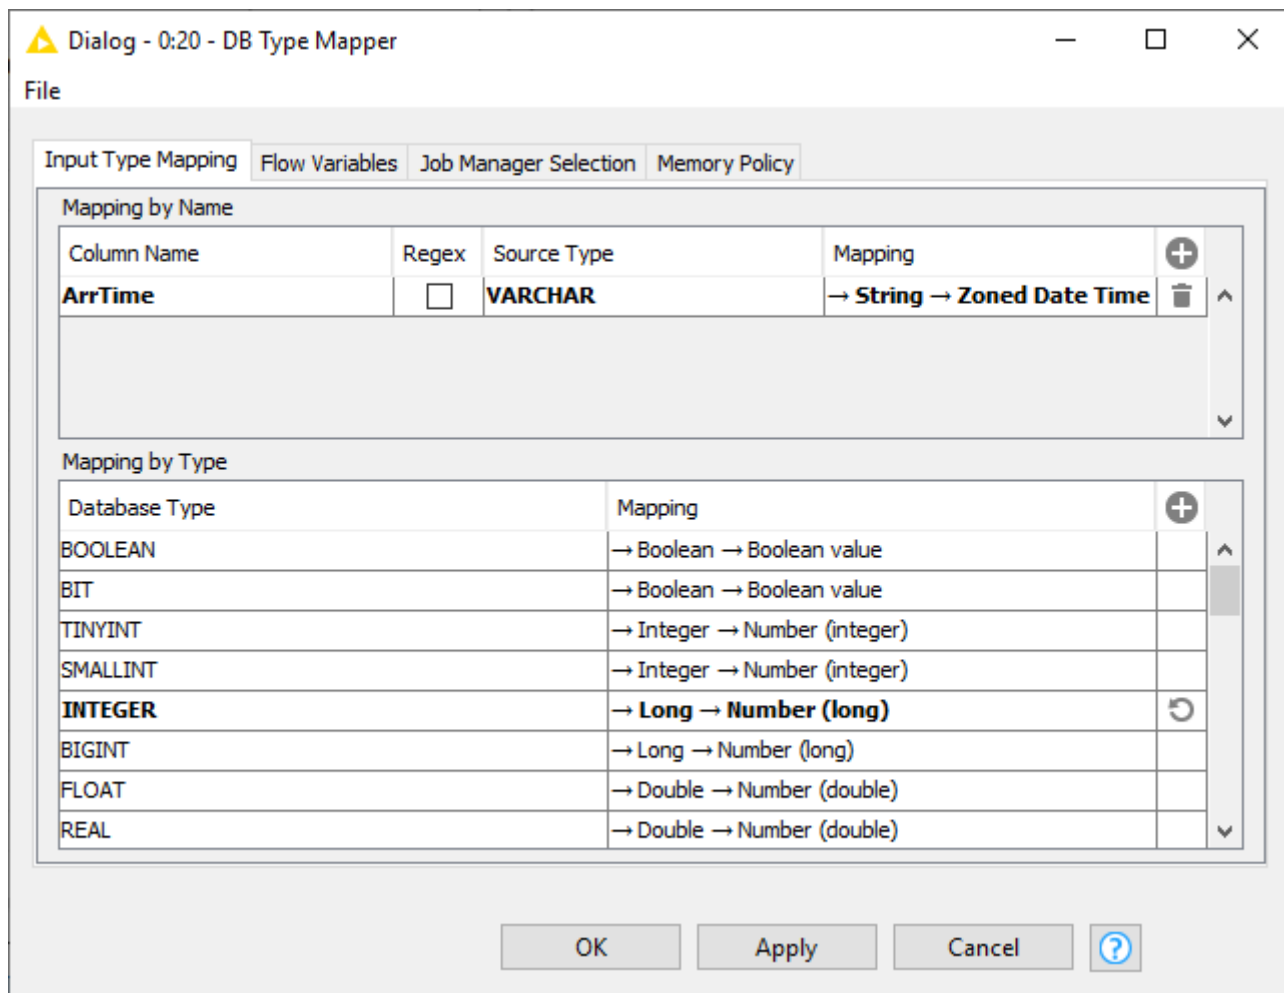 Dialog - 0:20 - DB Type Mapper
File
Input Type Mapping Flow Variables Job Manager Selection Memory Policy
Mapping by Name
Column Name Regex Source Type Mapping
ArrTime VARCHAR → String → Zoned Date Time
Mapping by Type
Database Type Mapping
BOOLEAN → Boolean → Boolean value
BIT → Boolean → Boolean value
TINYINT → Integer → Number (integer)
SMALLINT → Integer → Number (integer)
INTEGER → Long → Number (long)
BIGINT → Long → Number (long)
FLOAT → Double → Number (double)
REAL → Double → Number (double)
OK Apply Cancel ?